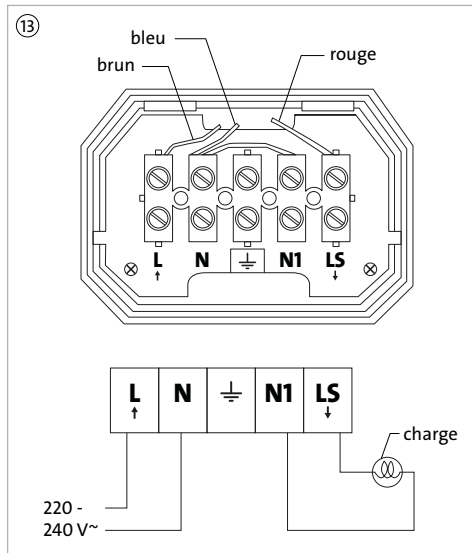 13
bleu
brun
rouge
L N N1 LS
L N N1 LS
charge
220 -
240 V~